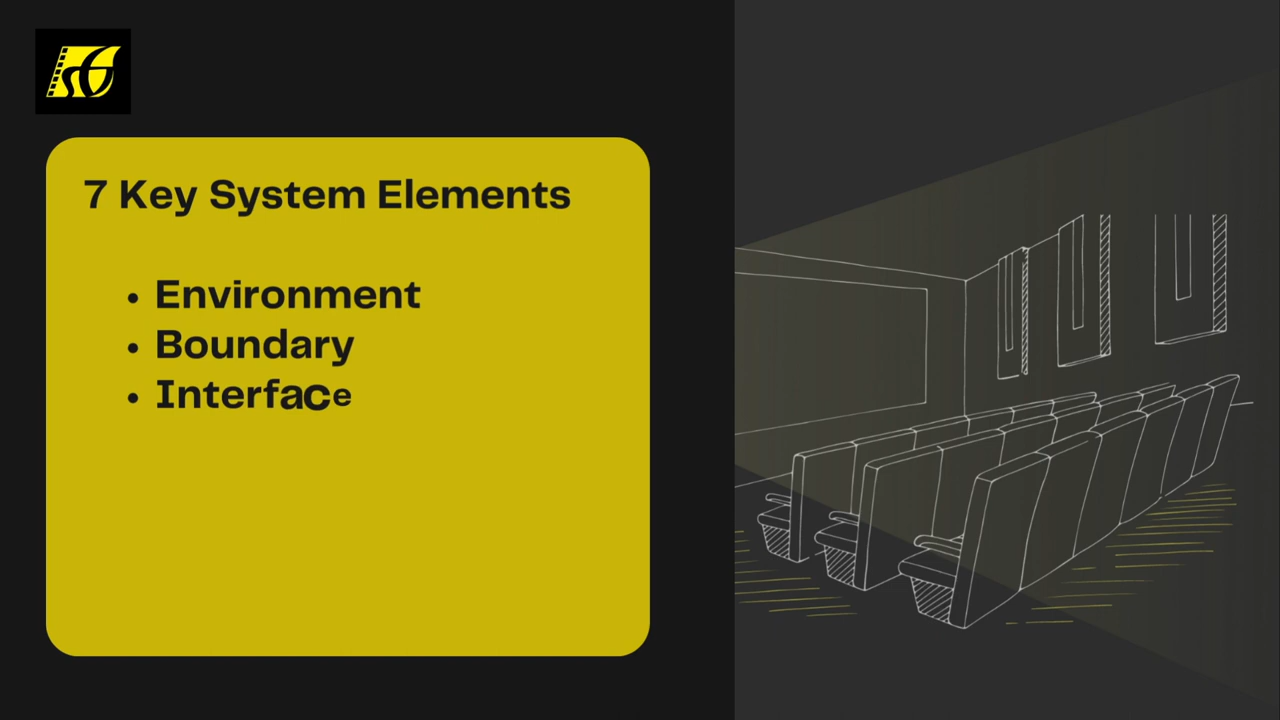 7 Key System Elements
• Environment
• Boundary
• Interface